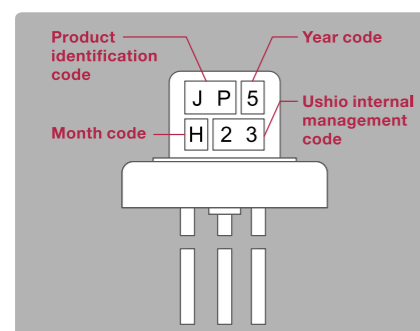 Product
identification
code
Year code
J P 5
H 2 3
Month code
Ushio internal
management
code